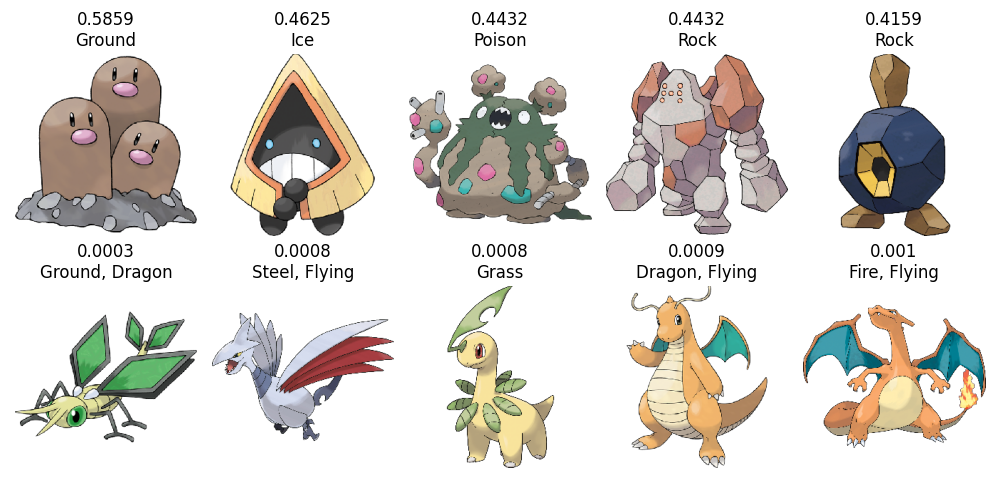 0.5859
Ground
0.4625
Ice
0.4432
Poison
0.4432
Rock
0.4159
Rock
0.0003
Ground, Dragon
0.0008
Steel, Flying
0.0008
Grass
0.0009
Dragon, Flying
0.001
Fire, Flying